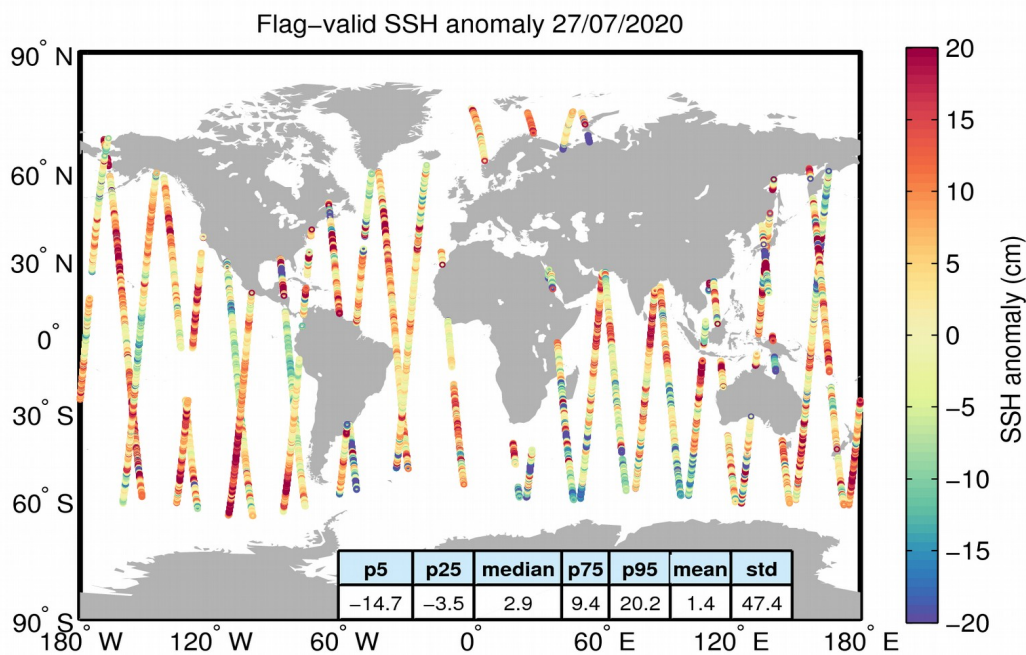 Flag−valid SSH anomaly 27/07/2020
90° N
60° N
30° N
0°
30° S
60° S
90° S
180° W 120° W 60° W 0° 60° E 120° E 180° E
p5 p25 median p75 p95 mean std
−14.7 −3.5 2.9 9.4 20.2 1.4 47.4
20
15
10
5
0
−5
−10
−15
−20
SSH anomaly (cm)